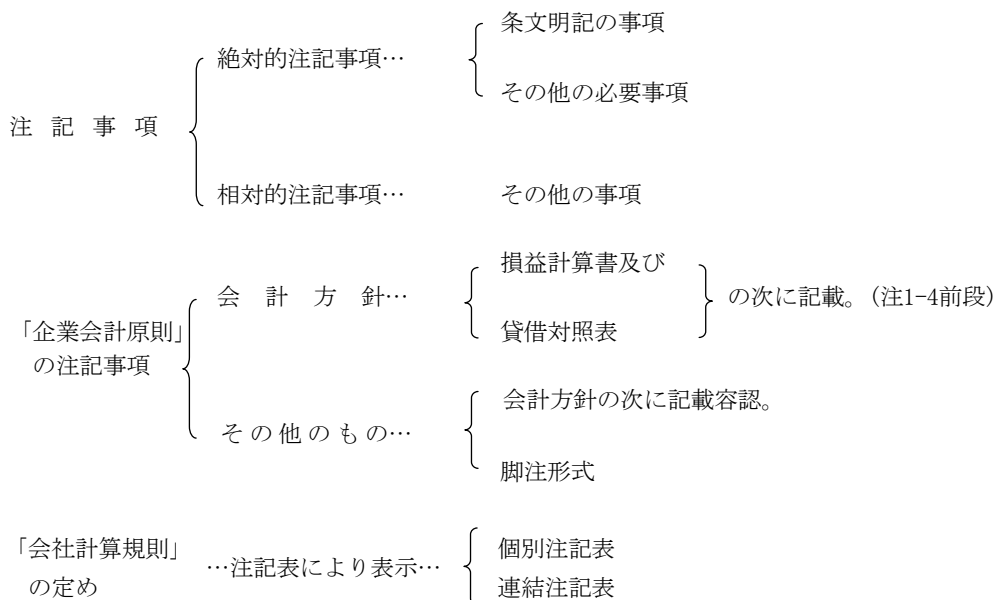 注 記 事 項
絶対的注記事項…
条文明記の事項
その他の必要事項
相対的注記事項…
その他の事項
「企業会計原則」
の注記事項
会 計 方 針…
損益計算書及び
貸借対照表
の次に記載。(注1-4前段)
そ の 他 の も の…
会計方針の次に記載容認。
脚注形式
「会社計算規則」
の定め
…注記表により表示…
個別注記表
連結注記表